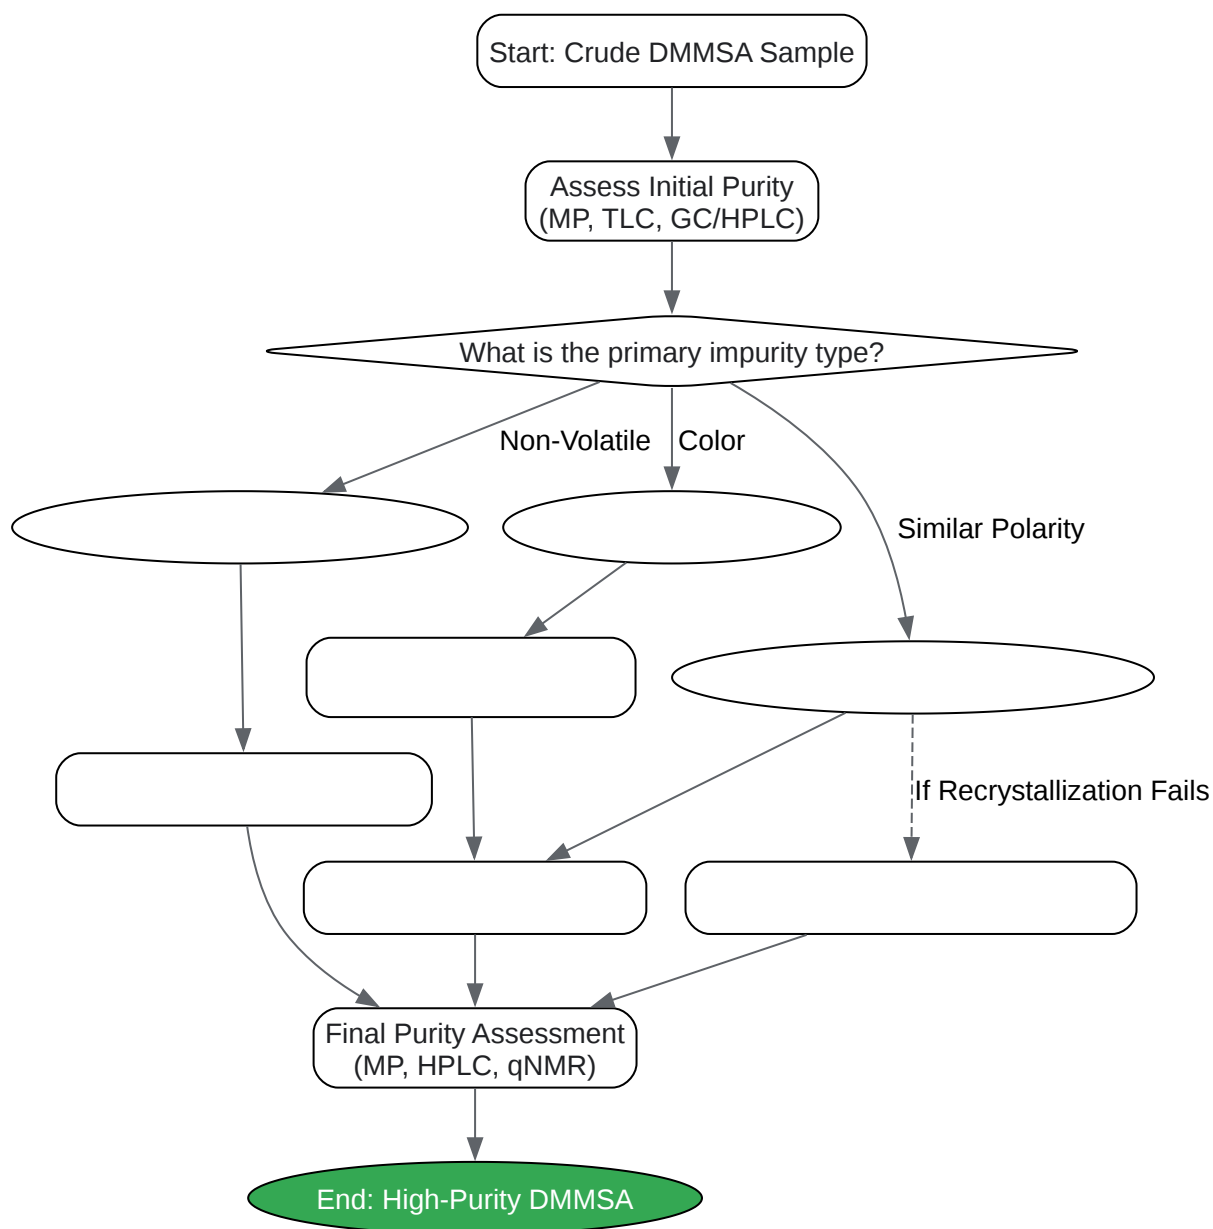 Start: Crude DMMSA Sample
Assess Initial Purity
(MP, TLC, GC/HPLC)
What is the primary impurity type?
Non-Volatile
Color
Similar Polarity
If Recrystallization Fails
Final Purity Assessment
(MP, HPLC, qNMR)
End: High-Purity DMMSA